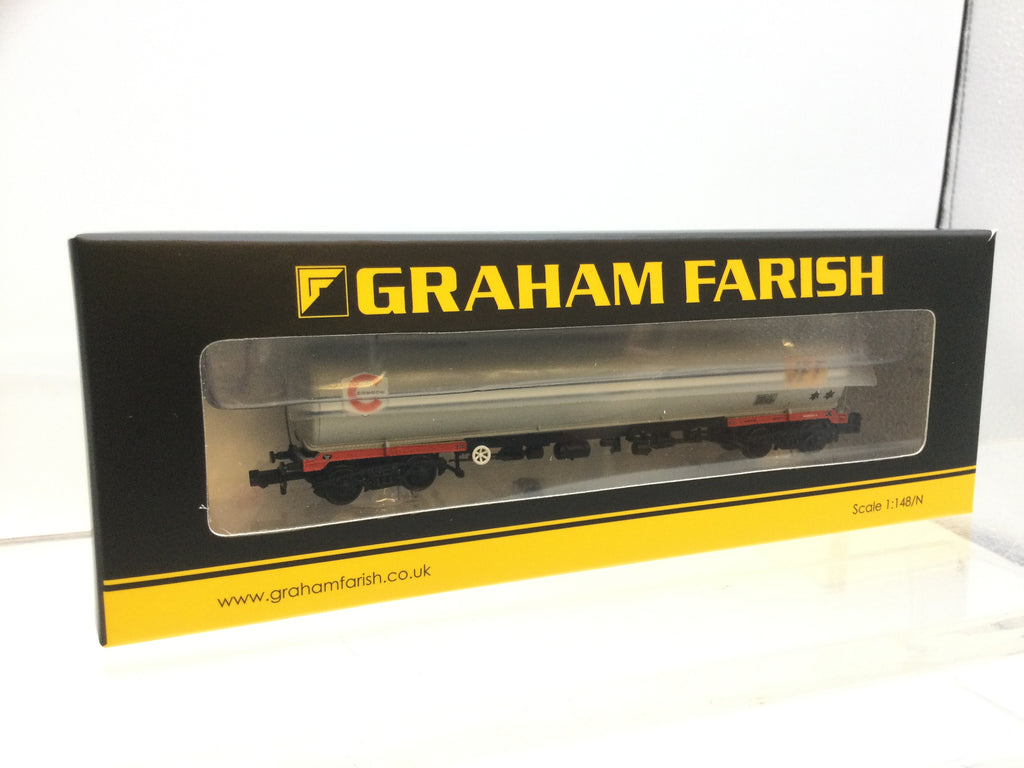 GRAHAM FARISH
www.grahamfarish.co.uk
Scale 1:148/N